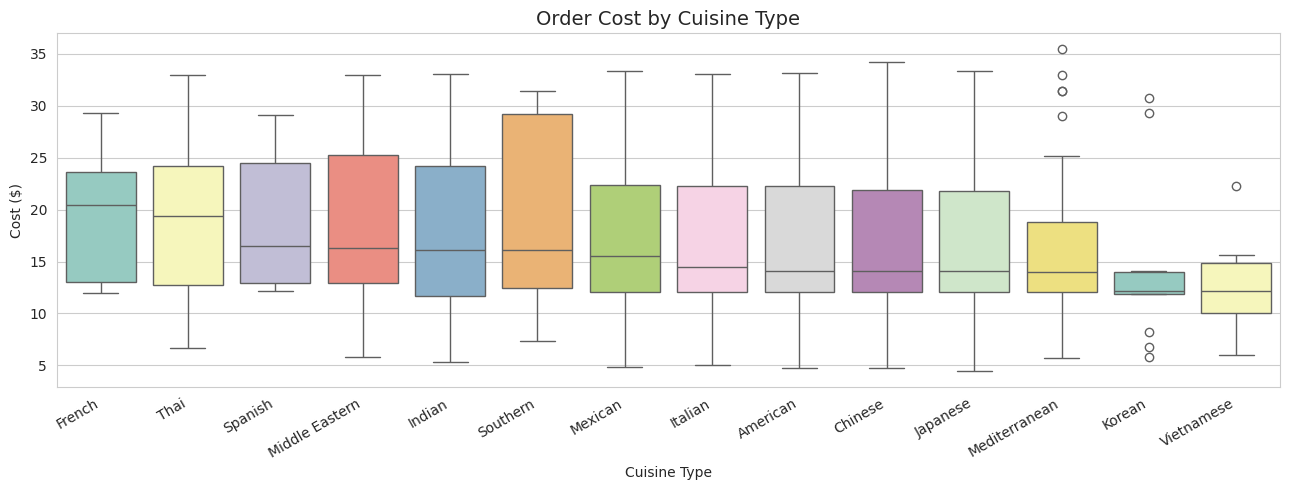 Order Cost by Cuisine Type
Cost ($)
35
30
25
20
15
10
5
French
Thai
Spanish
Middle Eastern
Indian
Southern
Mexican
Italian
American
Chinese
Japanese
Mediterranean
Korean
Vietnamese
Cuisine Type